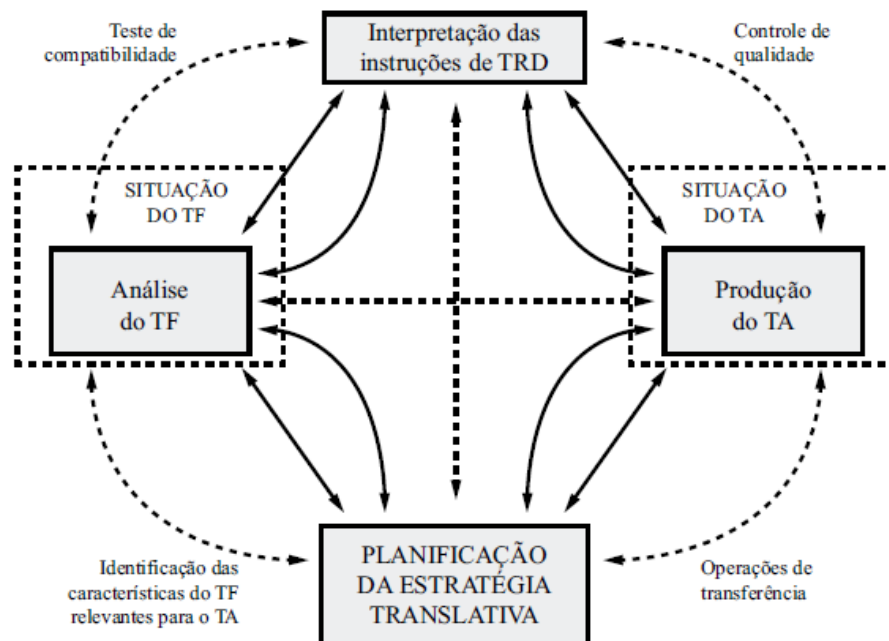 Teste de
compatibilidade
Interpretação das
instruções de TRD
Controle de
qualidade
SITUAÇÃO
DO TF
SITUAÇÃO
DO TA
Análise
do TF
Produção
do TA
Identificação das
características do TF
relevantes para o TA
PLANIFICAÇÃO
DA ESTRATÉGIA
TRANSLATIVA
Operações de
transferência